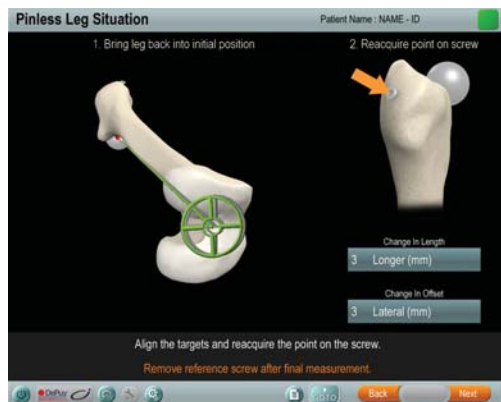 Pinless Leg Situation
Patient Name : NAME - ID
1. Bring leg back into initial position
2. Reacquire point on screw
Change In Length
3 Longer (mm)
Change In Offset
3 Lateral (mm)
Align the targets and reacquire the point on the screw.
Remove reference screw after final measurement.
DePuy
GoTo
Back
Next